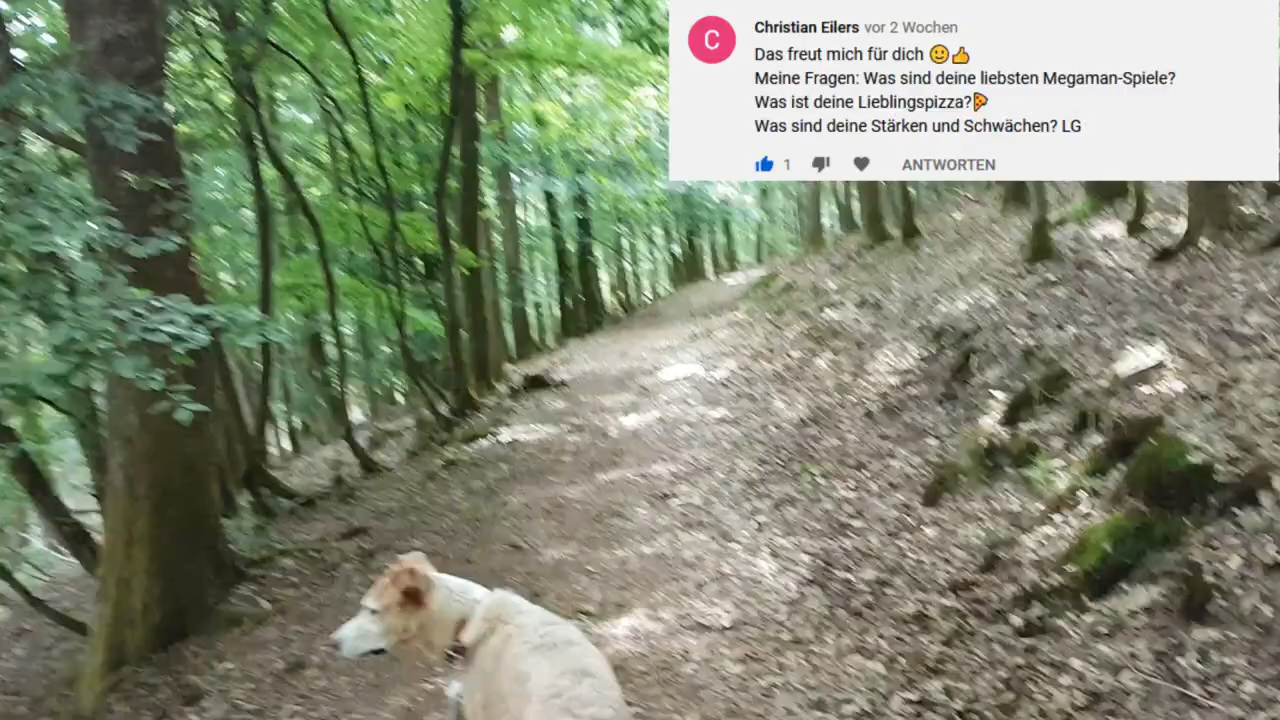 C
Christian Eilers vor 2 Wochen
Das freut mich für dich 🙂👍
Meine Fragen: Was sind deine liebsten Megaman-Spiele?
Was ist deine Lieblingspizza?🍕
Was sind deine Stärken und Schwächen? LG
1 ANTWORTEN